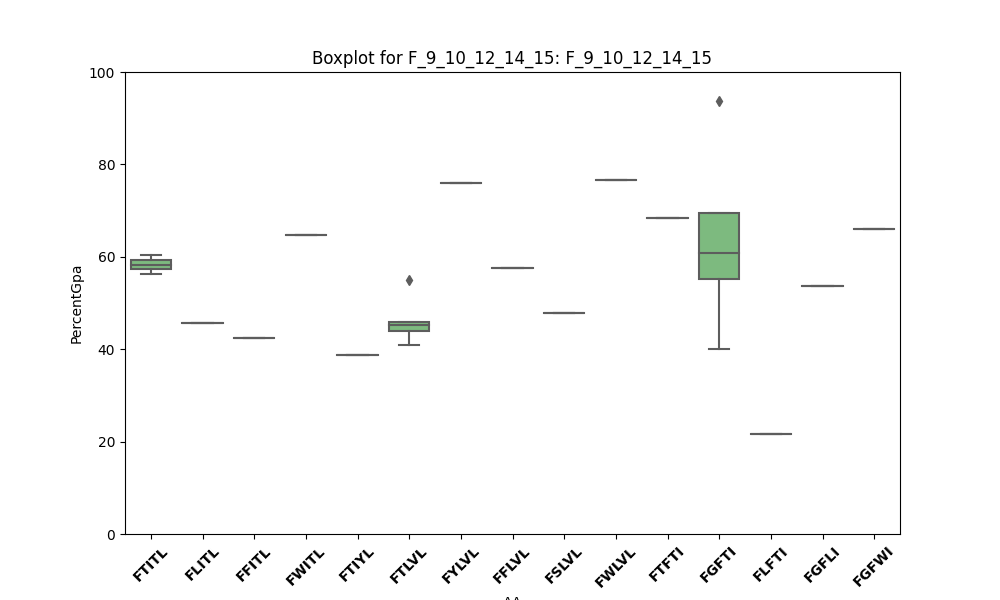 Boxplot for F_9_10_12_14_15: F_9_10_12_14_15
PercentGpa
100
80
60
40
20
0
FTITL
FLITL
FFITL
FWITL
FTIYL
FTLVL
FYLVL
FFLVL
FSLVL
FWLVL
FTFTI
FGFTI
FLFTI
FGFLI
FGFWI
AA